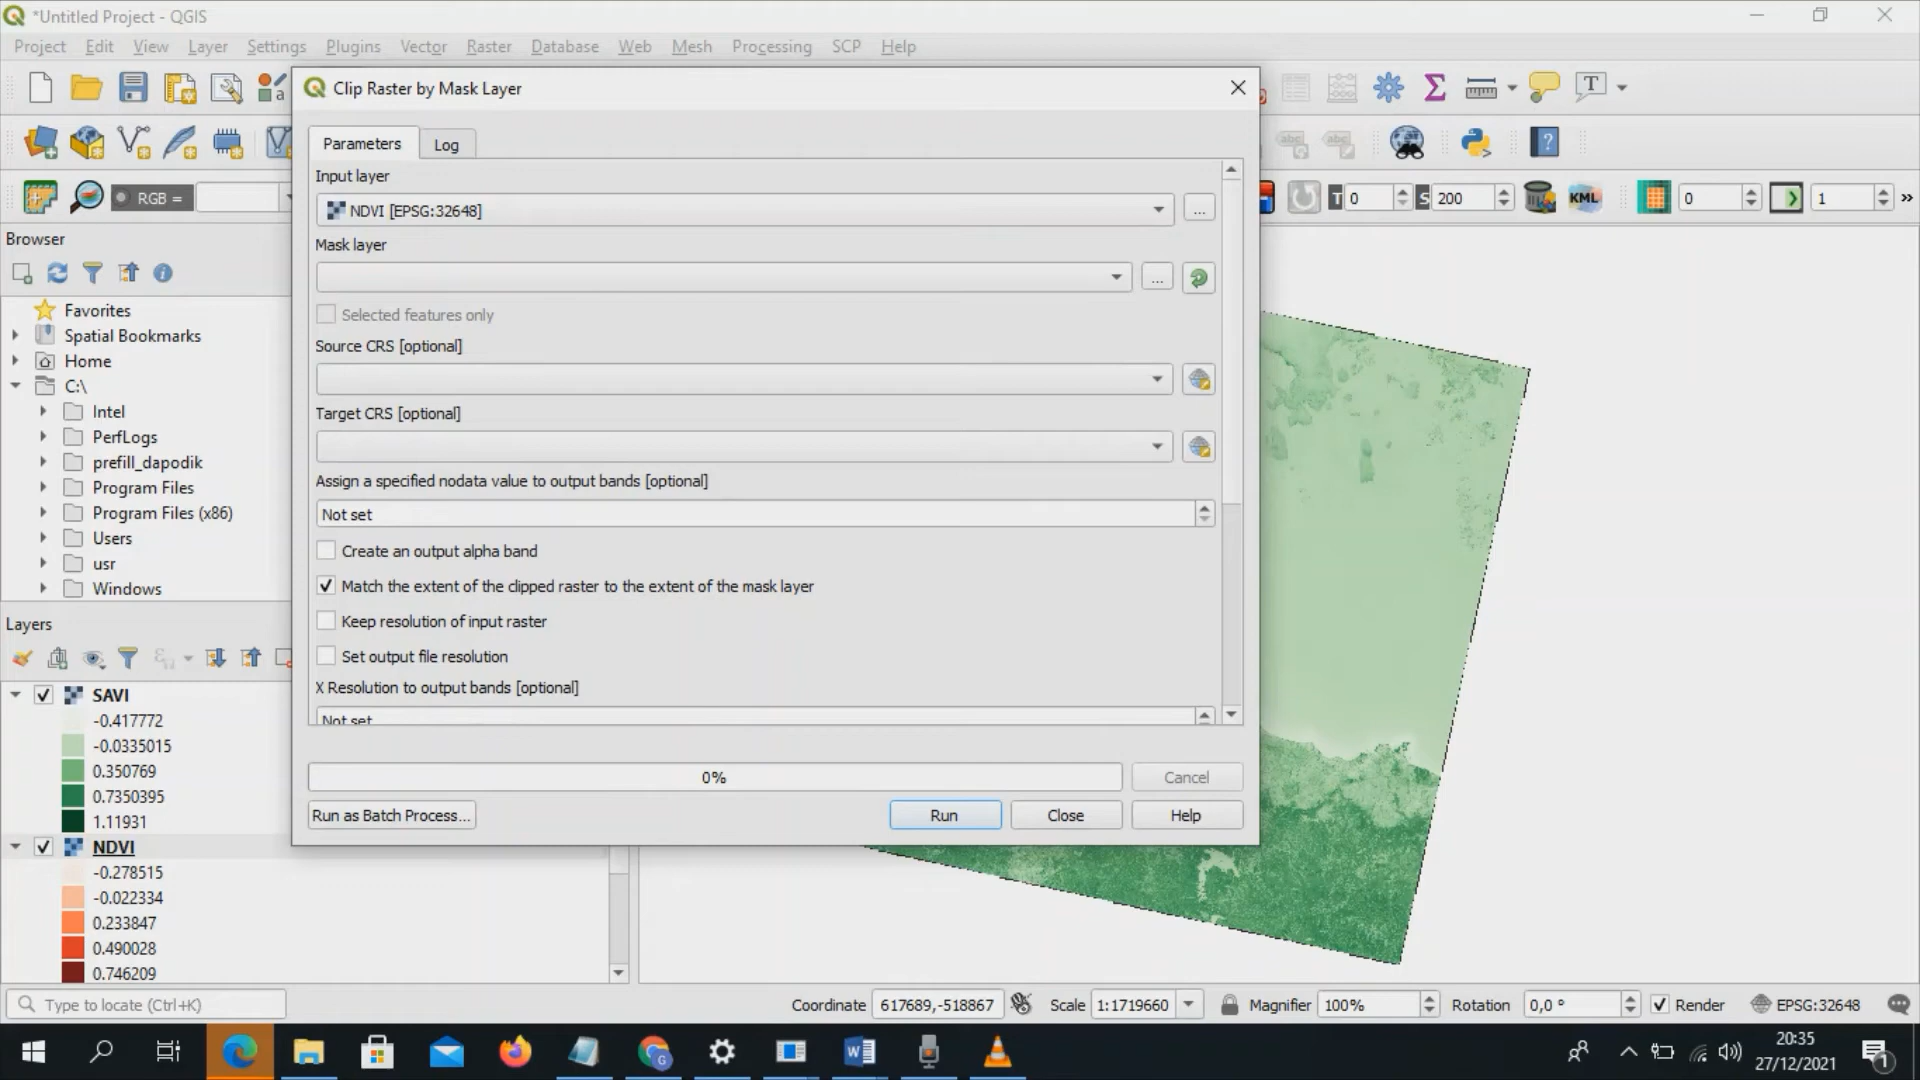 *Untitled Project - QGIS
Project Edit View Layer Settings Plugins Vector Raster Database Web Mesh Processing SCP Help
Clip Raster by Mask Layer
Parameters
Log
Input layer
NDVI [EPSG:32648]
...
Mask layer
...
Selected features only
Source CRS [optional]
Target CRS [optional]
Assign a specified nodata value to output bands [optional]
Not set
Create an output alpha band
Match the extent of the clipped raster to the extent of the mask layer
Keep resolution of input raster
Set output file resolution
X Resolution to output bands [optional]
Not set
0%
Cancel
Run as Batch Process...
Run
Close
Help
RGB =
T 0
S 200
KML
0
1
»
Browser
Favorites
Spatial Bookmarks
Home
C:\
Intel
PerfLogs
prefill_dapodik
Program Files
Program Files (x86)
Users
usr
Windows
Layers
SAVI
-0.417772
-0.0335015
0.350769
0.7350395
1.11931
NDVI
-0.278515
-0.022334
0.233847
0.490028
0.746209
Type to locate (Ctrl+K)
Coordinate 617689,-518867
Scale 1:1719660
Magnifier 100%
Rotation 0,0 °
Render
EPSG:32648
20:35
27/12/2021
1